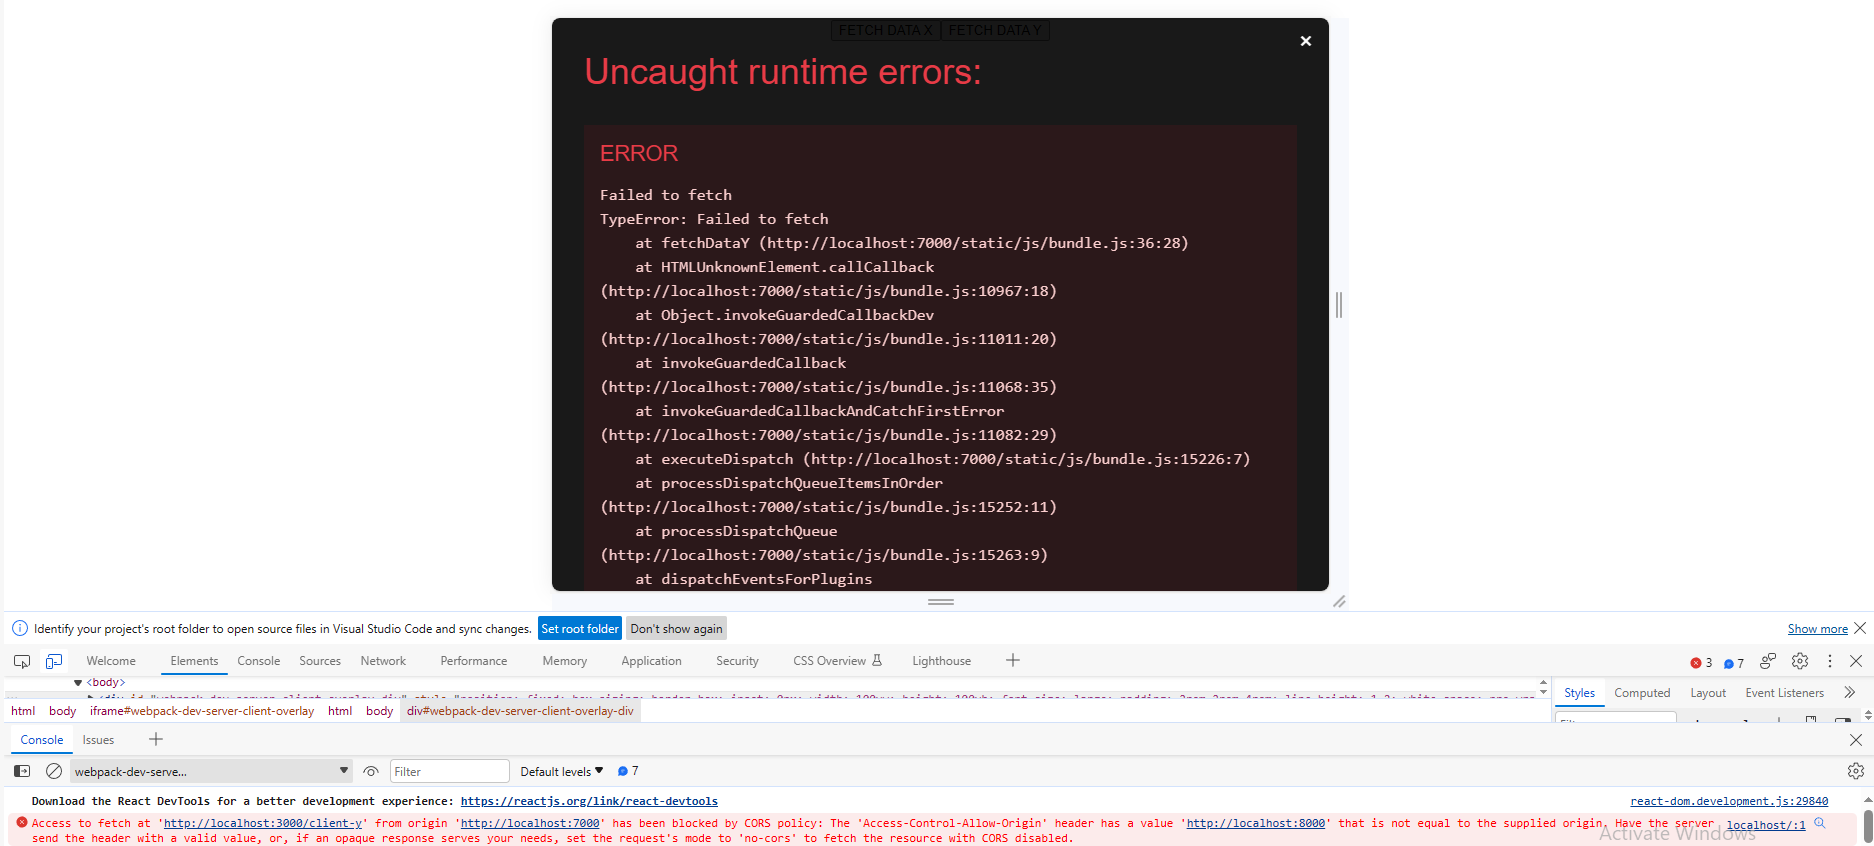 FETCH DATA X FETCH DATA Y
×
Uncaught runtime errors:
ERROR
Failed to fetch
TypeError: Failed to fetch
at fetchDataY (http://localhost:7000/static/js/bundle.js:36:28)
at HTMLUnknownElement.callCallback
(http://localhost:7000/static/js/bundle.js:10967:18)
at Object.invokeGuardedCallbackDev
(http://localhost:7000/static/js/bundle.js:11011:20)
at invokeGuardedCallback
(http://localhost:7000/static/js/bundle.js:11068:35)
at invokeGuardedCallbackAndCatchFirstError
(http://localhost:7000/static/js/bundle.js:11082:29)
at executeDispatch (http://localhost:7000/static/js/bundle.js:15226:7)
at processDispatchQueueItemsInOrder
(http://localhost:7000/static/js/bundle.js:15252:11)
at processDispatchQueue
(http://localhost:7000/static/js/bundle.js:15263:9)
at dispatchEventsForPlugins
Identify your project's root folder to open source files in Visual Studio Code and sync changes. Set root folder Don't show again Show more
Welcome Elements Console Sources Network Performance Memory Application Security CSS Overview Lighthouse 3 7
<body>
Styles Computed Layout Event Listeners
html body iframe#webpack-dev-server-client-overlay html body div#webpack-dev-server-client-overlay-div
Console Issues
webpack-dev-serve... Filter Default levels 7
Download the React DevTools for a better development experience: https://reactjs.org/link/react-devtools react-dom.development.js:29840
Access to fetch at 'http://localhost:3000/client-y' from origin 'http://localhost:7000' has been blocked by CORS policy: The 'Access-Control-Allow-Origin' header has a value 'http://localhost:8000' that is not equal to the supplied origin. Have the server localhost/:1
send the header with a valid value, or, if an opaque response serves your needs, set the request's mode to 'no-cors' to fetch the resource with CORS disabled.
Activate Windows